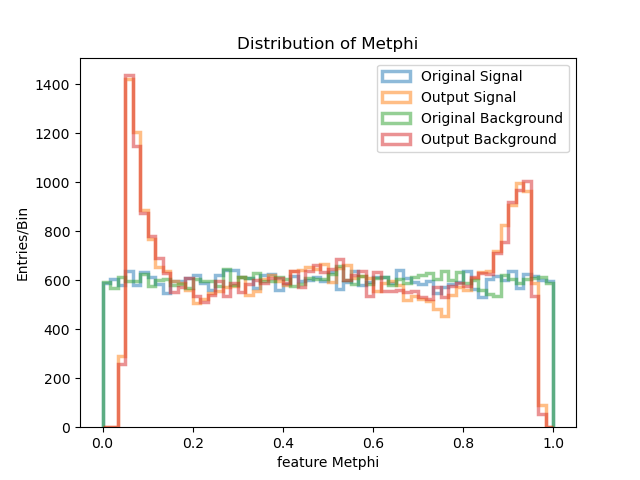 Distribution of Metphi
Entries/Bin
1400
1200
1000
800
600
400
200
0
Original Signal
Output Signal
Original Background
Output Background
0.0 0.2 0.4 0.6 0.8 1.0
feature Metphi